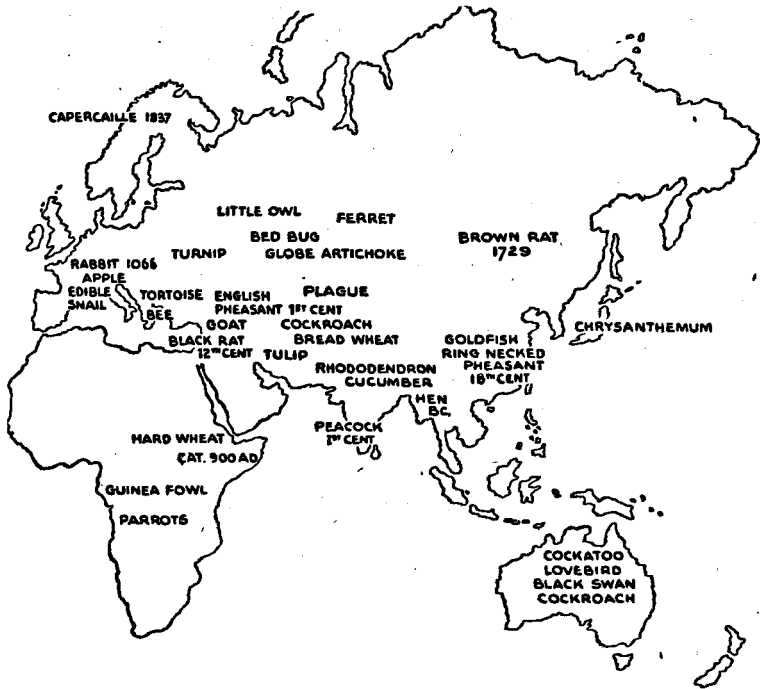 CAPERCAILLE 1837
LITTLE OWL
FERRET
BED BUG
BROWN RAT
1729
TURNIP
GLOBE ARTICHOKE
RABBIT 1066
APPLE
EDIBLE
SNAIL
TORTOISE
BEE
ENGLISH
PHEASANT 1ST CENT
PLAGUE
GOAT
COCKROACH
CHRYSANTHEMUM
BLACK RAT
12TH CENT
BREAD WHEAT
TULIP
GOLDFISH
RING NECKED
PHEASANT
18TH CENT
RHODODENDRON
CUCUMBER
HEN
BC.
PEACOCK
1ST CENT
HARD WHEAT
CAT. 900 AD
GUINEA FOWL
PARROTS
COCKATOO
LOVEBIRD
BLACK SWAN
COCKROACH